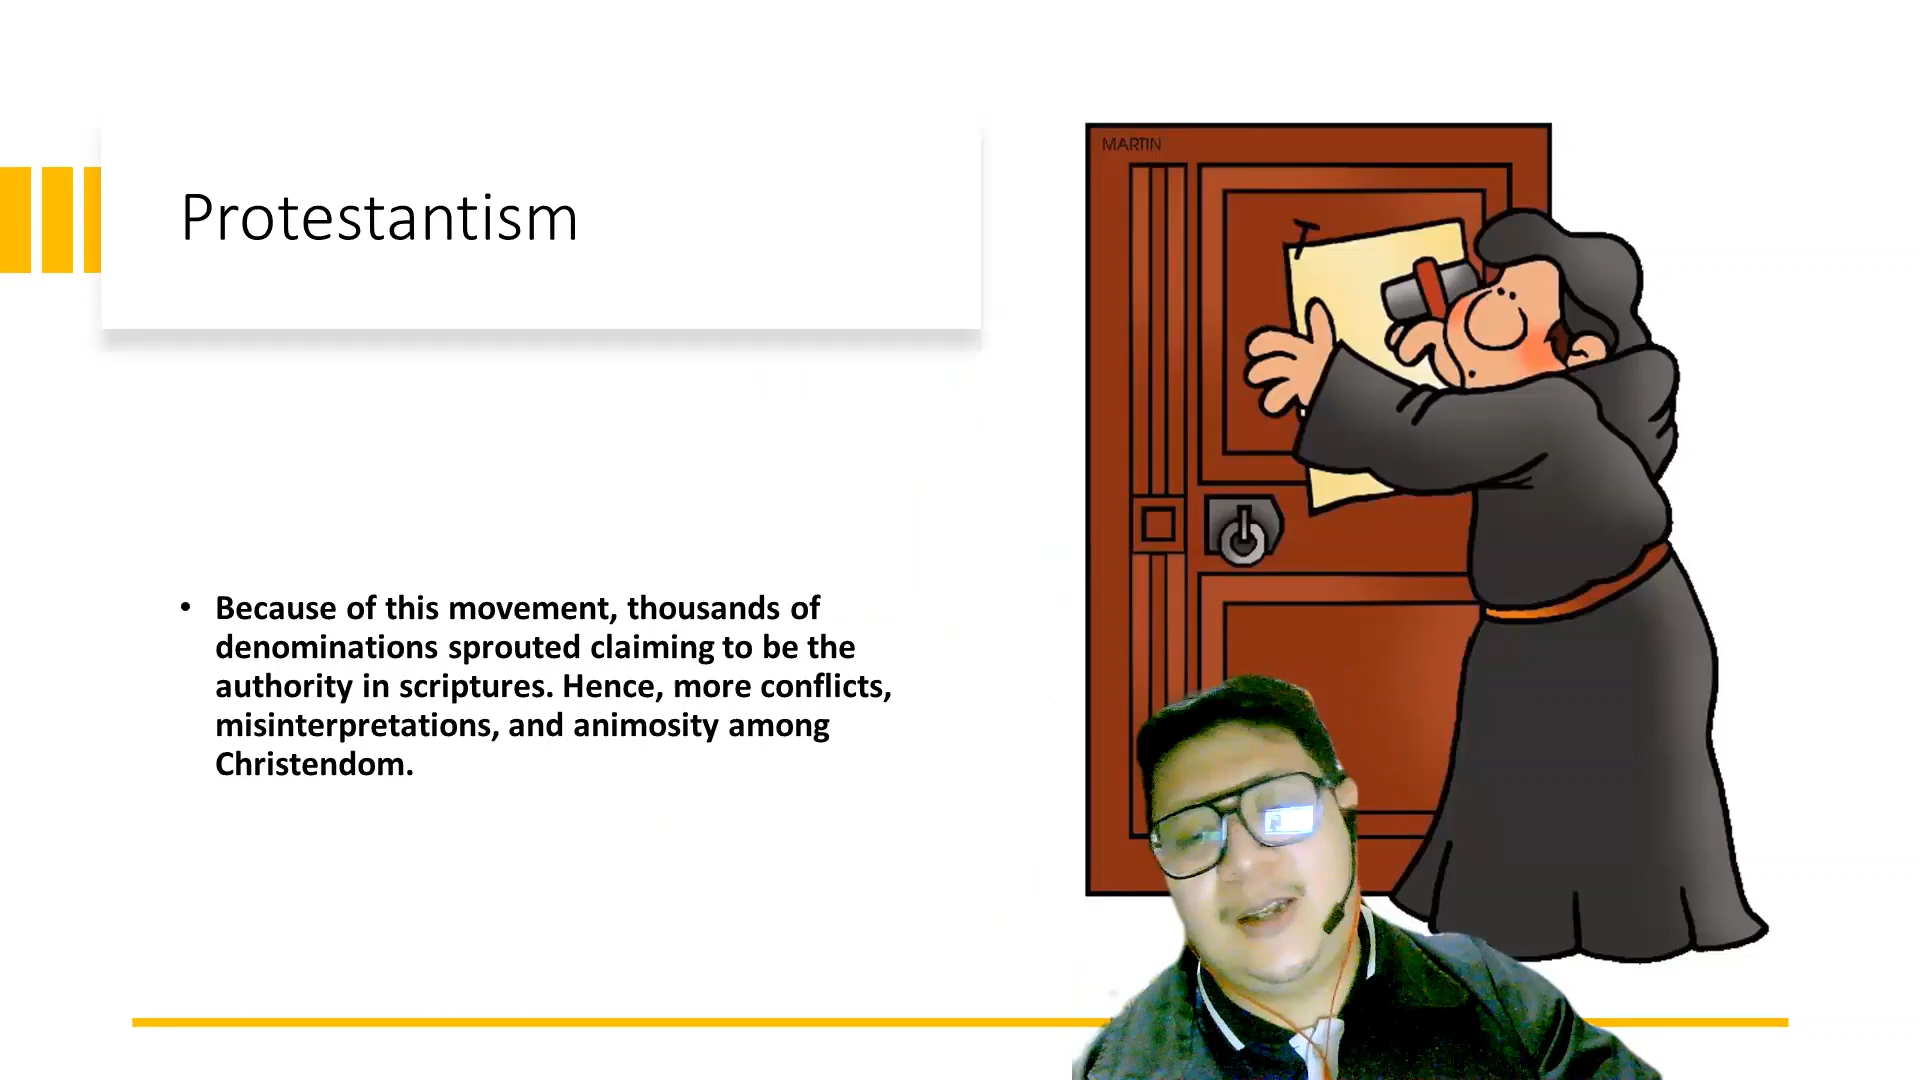 Protestantism
• Because of this movement, thousands of
denominations sprouted claiming to be the
authority in scriptures. Hence, more conflicts,
misinterpretations, and animosity among
Christendom.
MARTIN